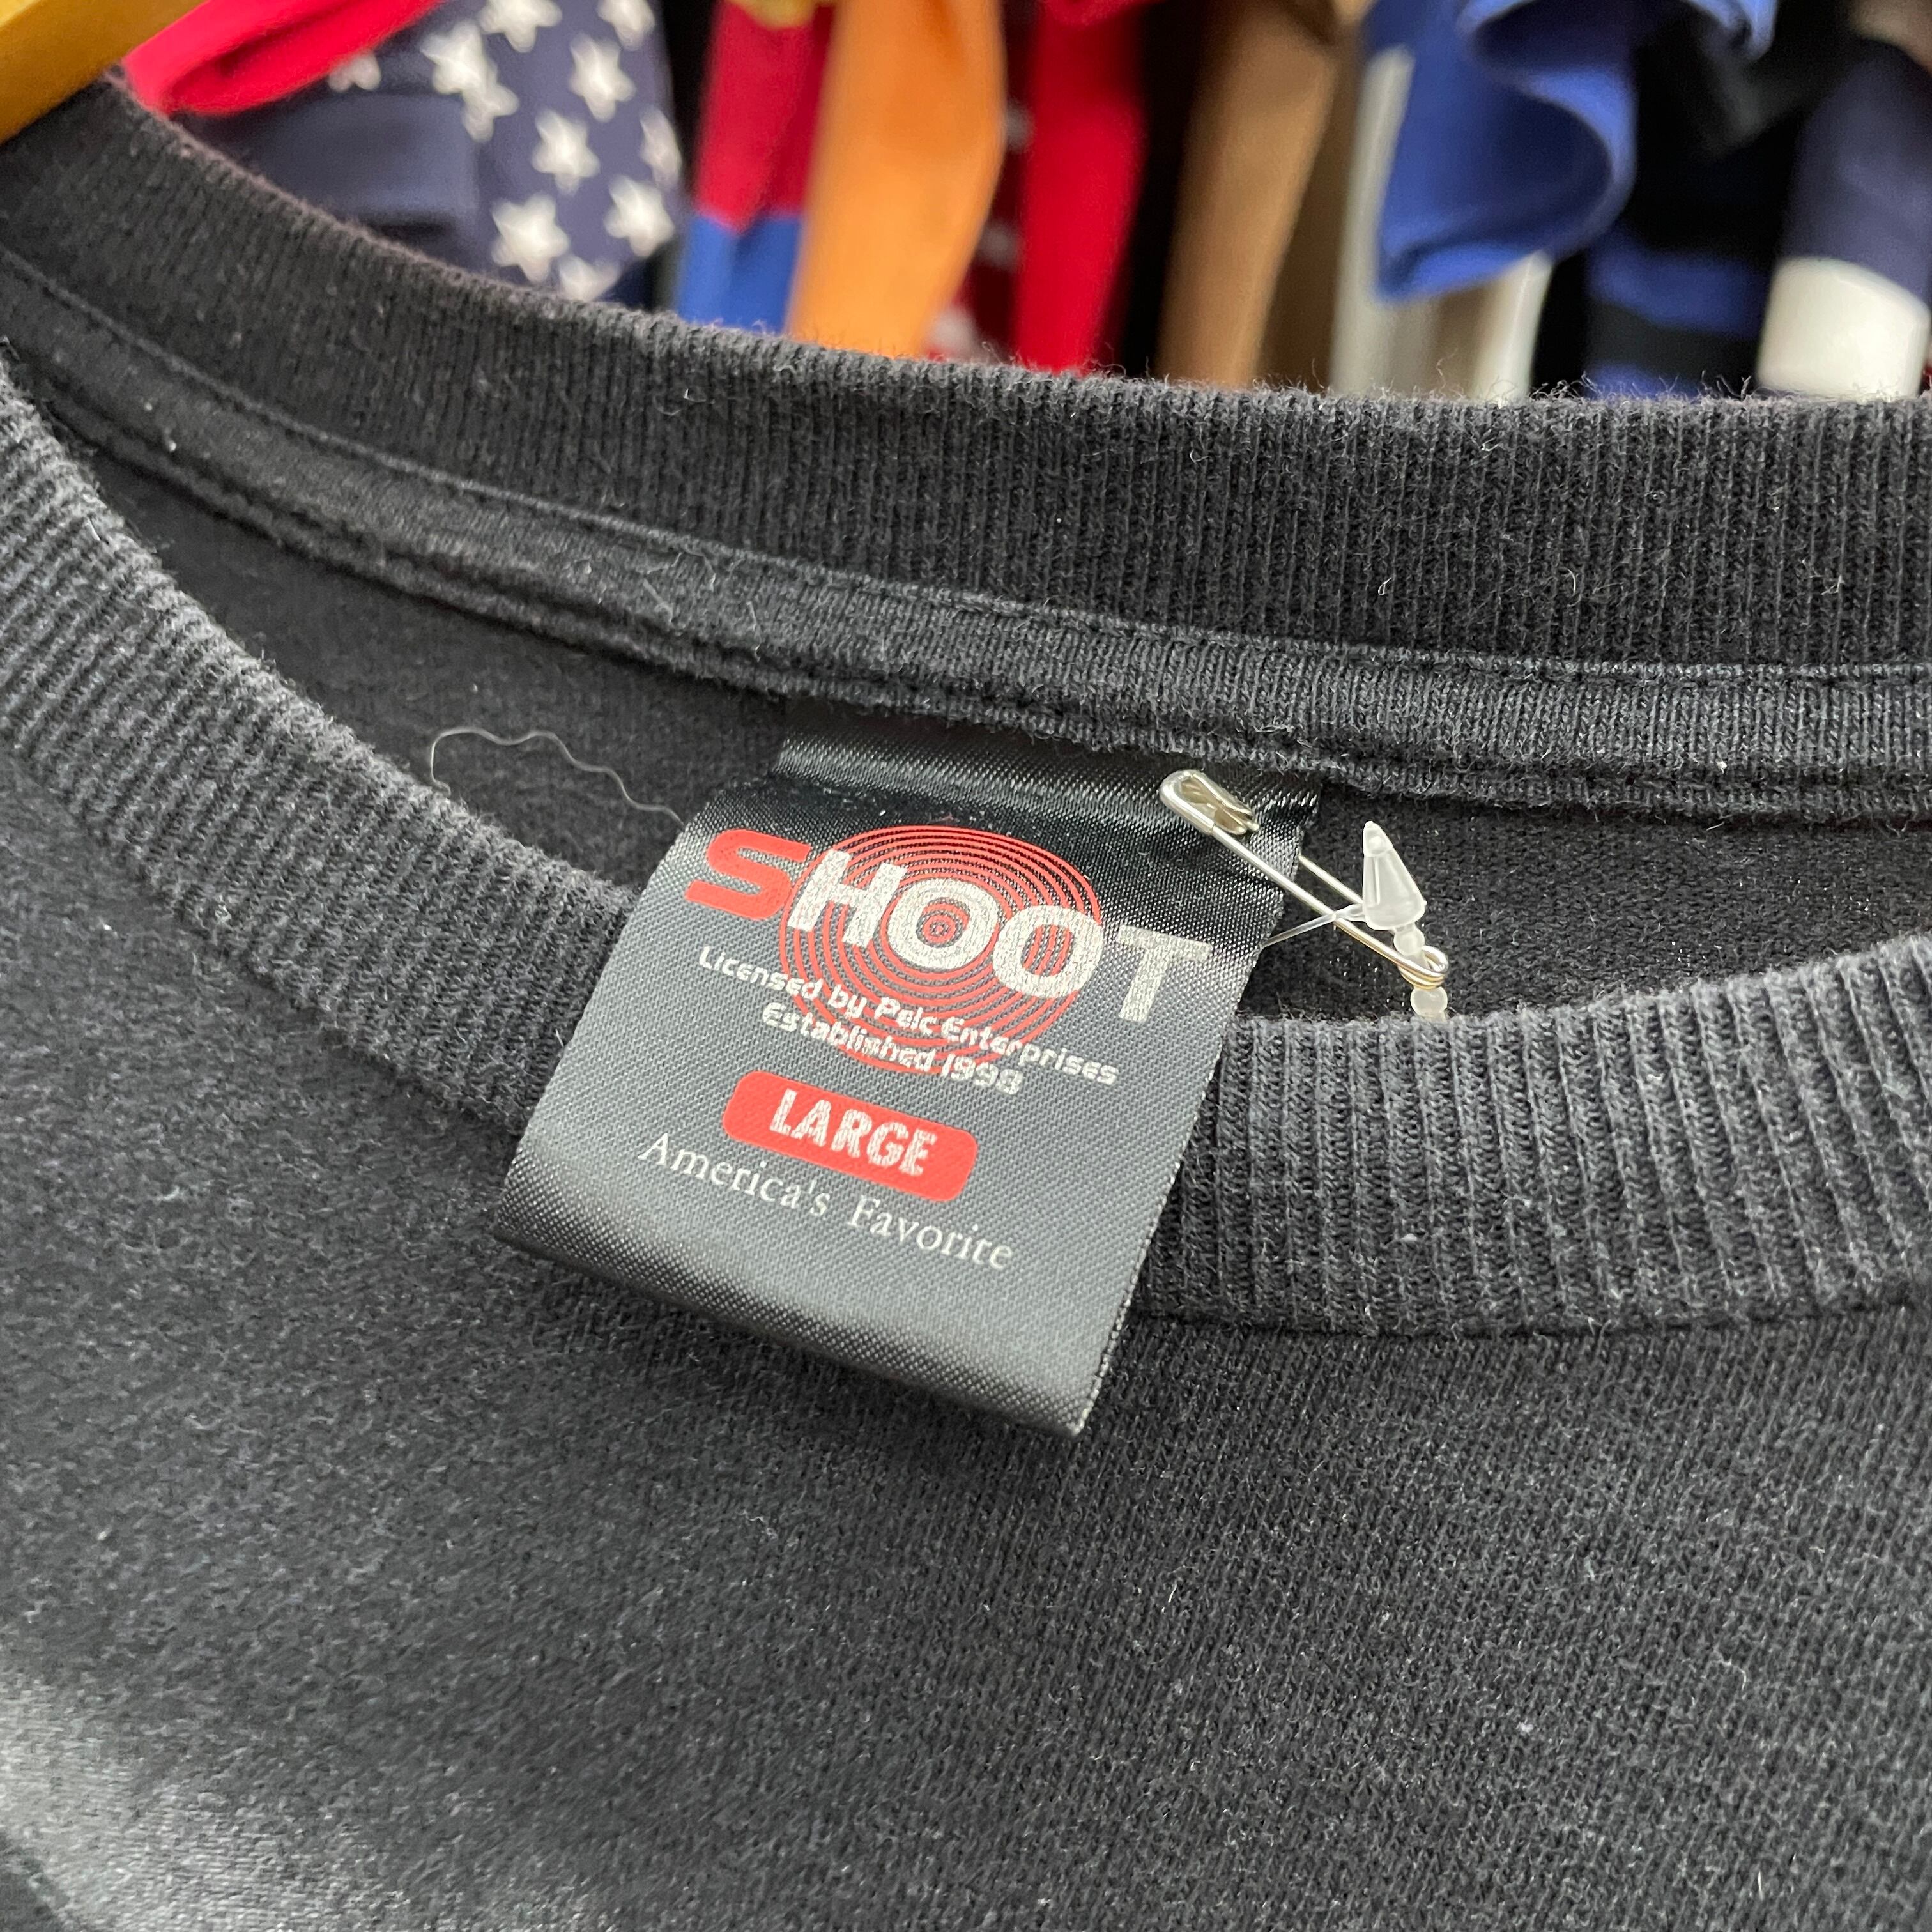 SHOOT
Licensed by Pelc Enterprises
Established 1998
LARGE
America's Favorite